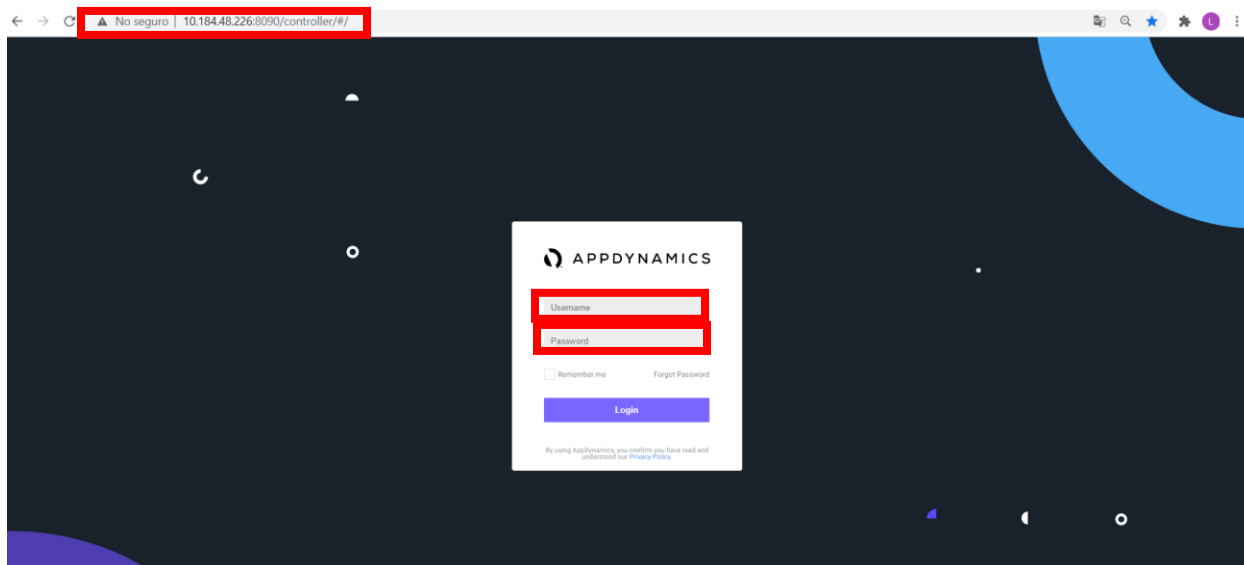 No seguro | 10.184.48.226:8090/controller/#/
L
APPDYNAMICS
Username
Password
Remember me Forgot Password
Login
By using AppDynamics, you confirm you have read and
understood our Privacy Policy.